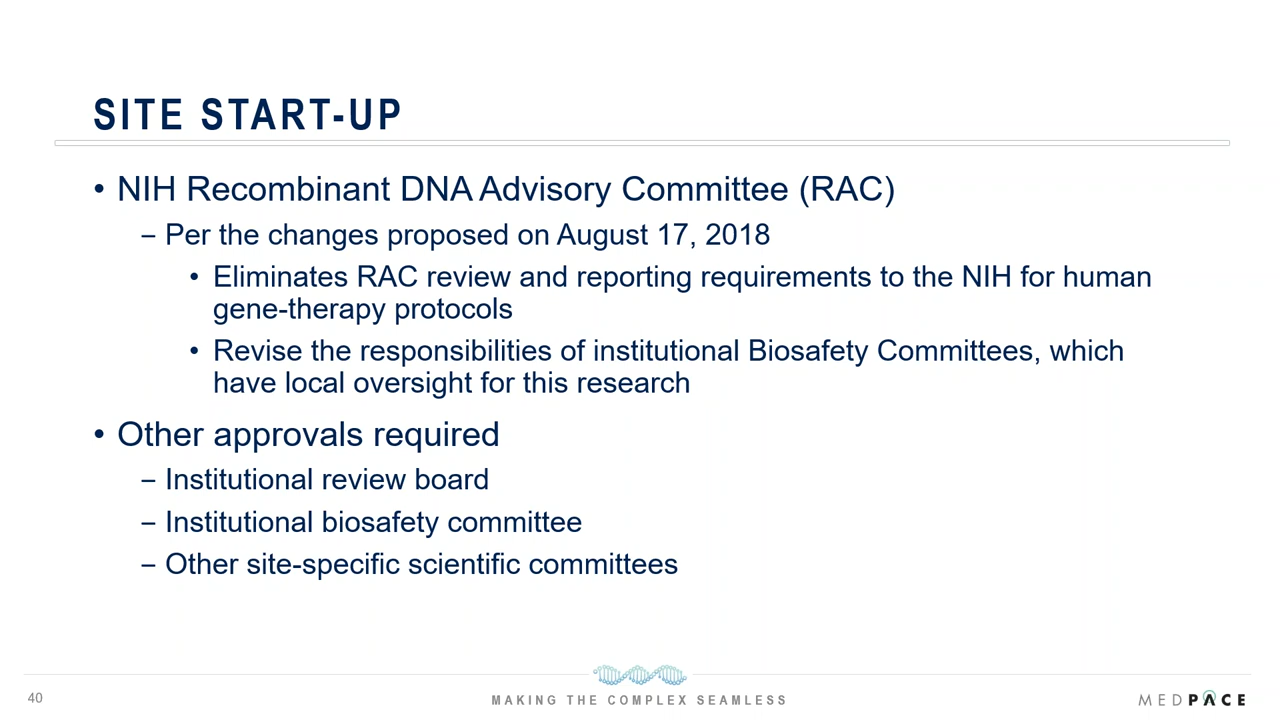 SITE START-UP
• NIH Recombinant DNA Advisory Committee (RAC)
– Per the changes proposed on August 17, 2018
• Eliminates RAC review and reporting requirements to the NIH for human
gene-therapy protocols
• Revise the responsibilities of institutional Biosafety Committees, which
have local oversight for this research
• Other approvals required
– Institutional review board
– Institutional biosafety committee
– Other site-specific scientific committees
40
MAKING THE COMPLEX SEAMLESS
MEDPACE